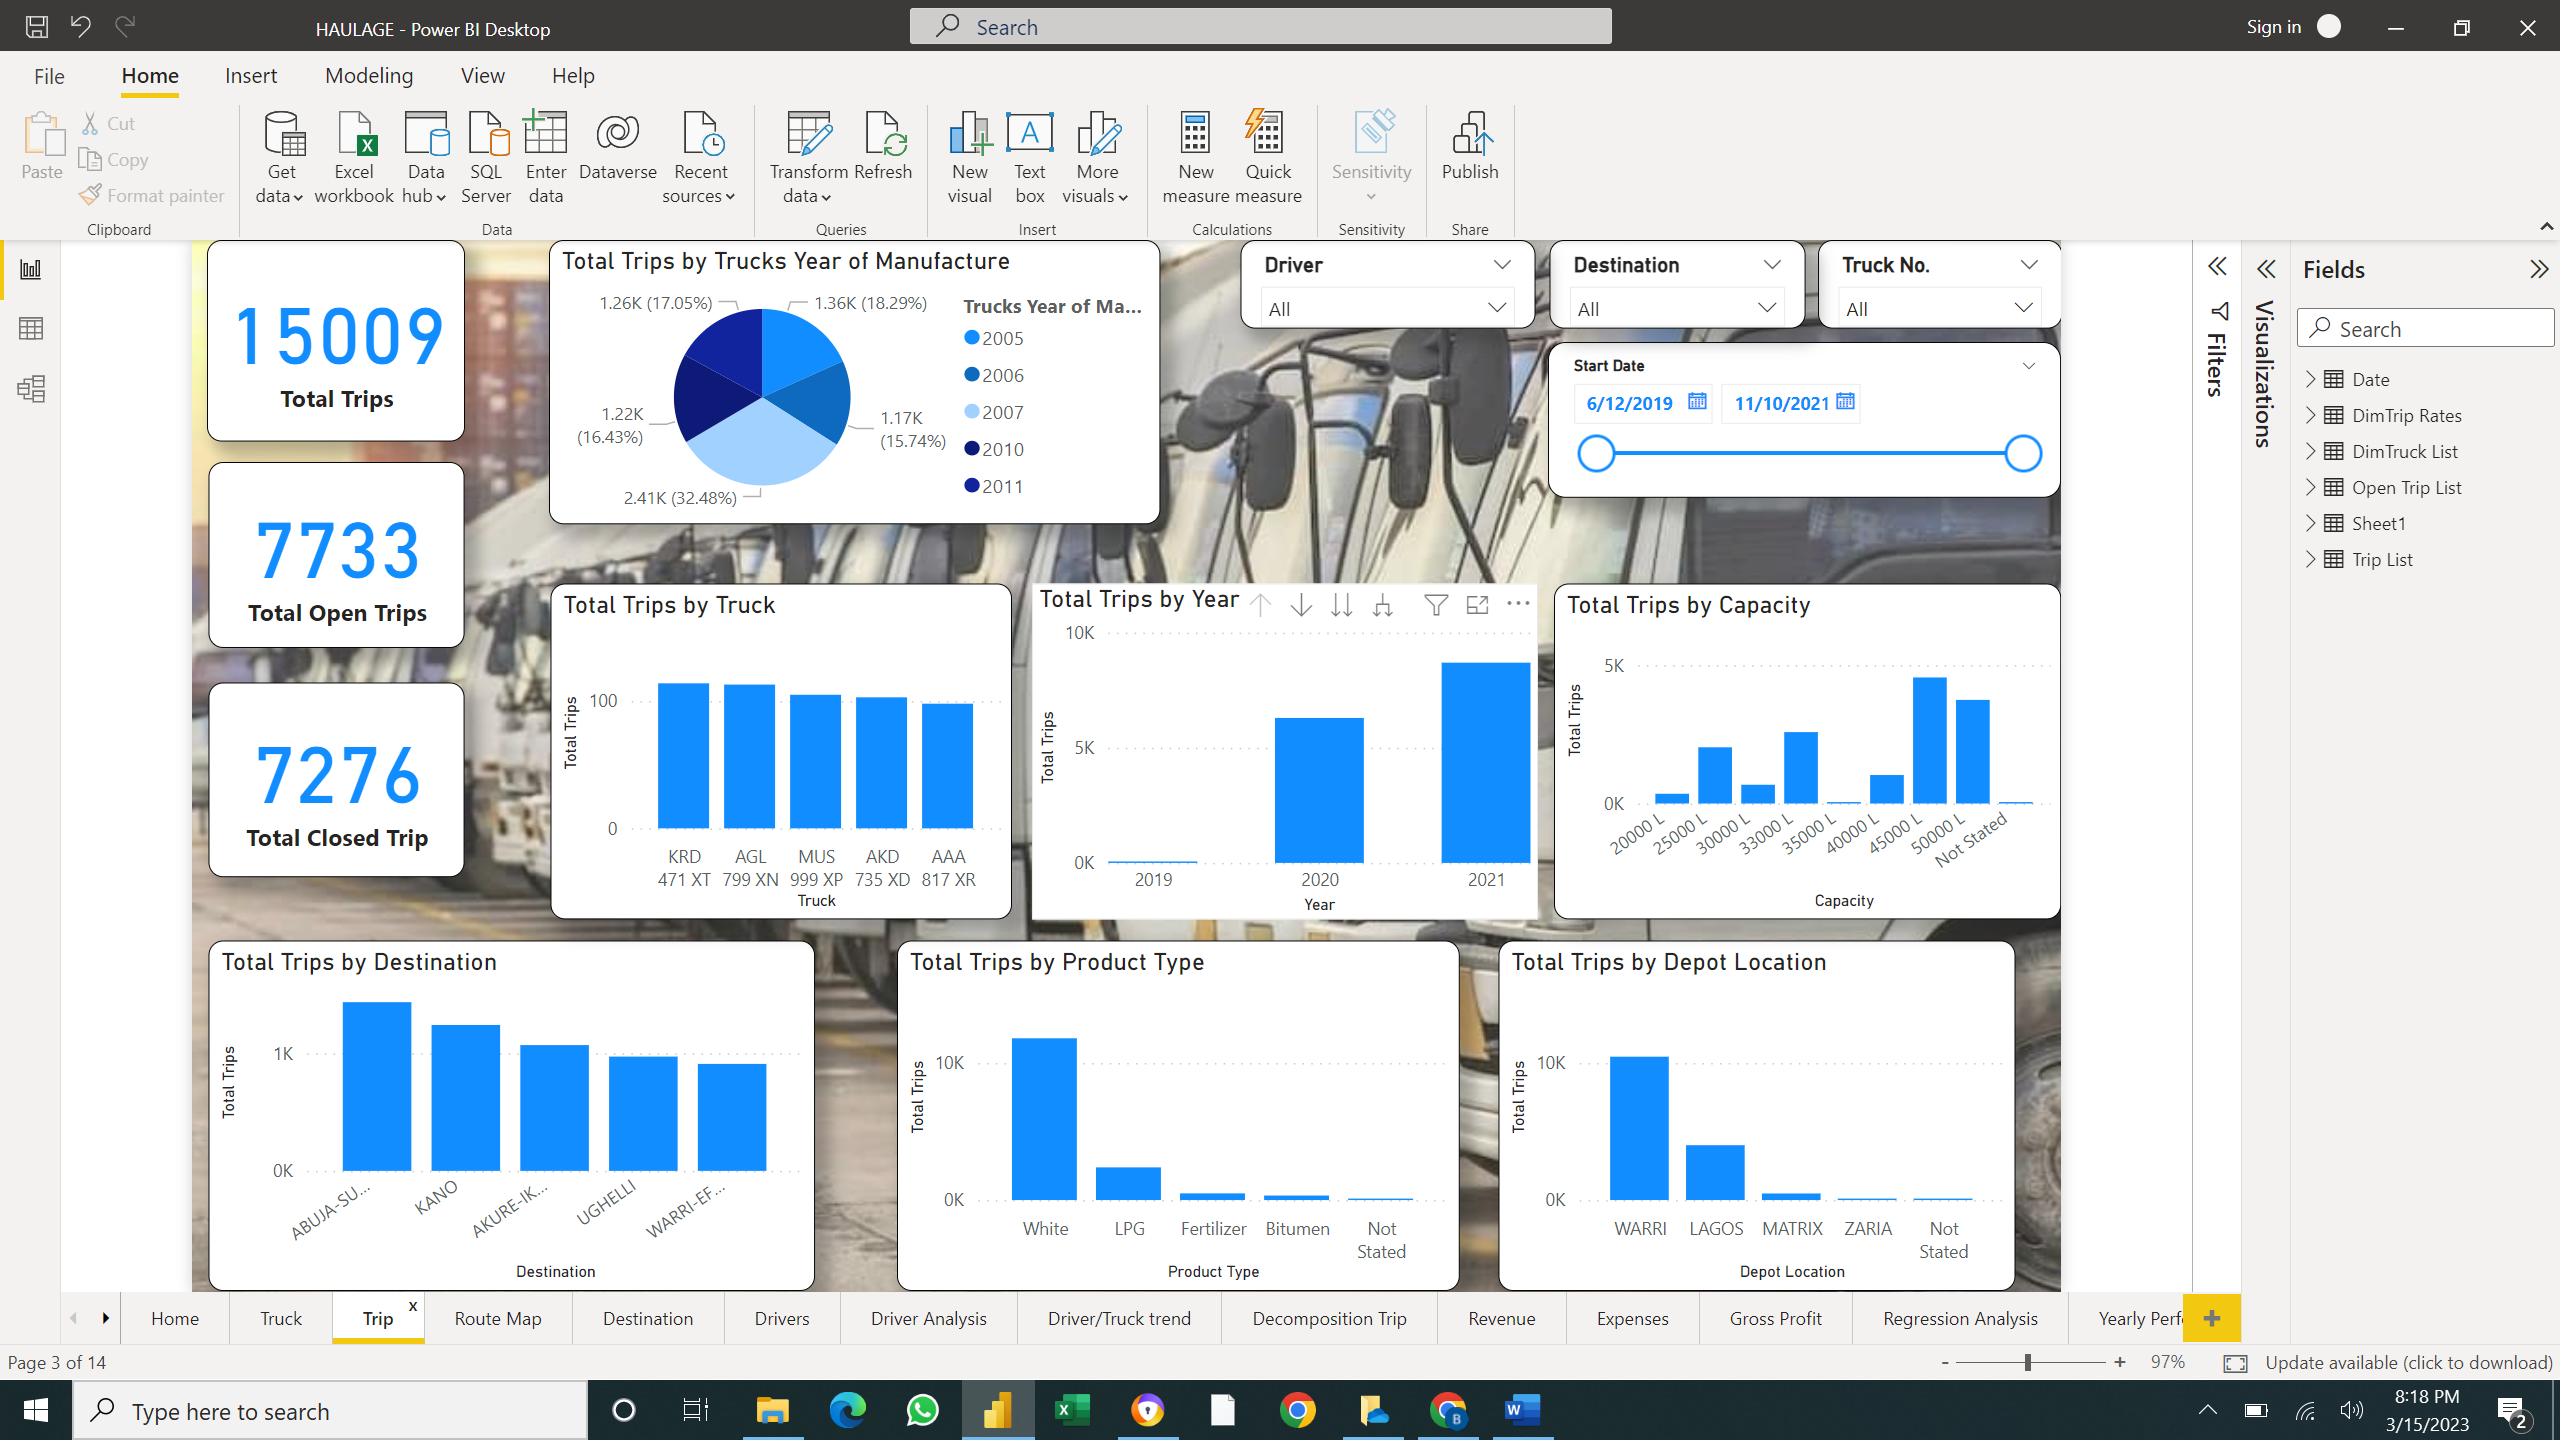 HAULAGE - Power BI Desktop
Search
Sign in
File
Home
Insert
Modeling
View
Help
Paste
Cut
Copy
Format painter
Clipboard
Get data
Excel workbook
Data hub
SQL Server
Enter data
Dataverse
Recent sources
Data
Transform data
Refresh
Queries
New visual
Text box
More visuals
Insert
New measure
Quick measure
Calculations
Sensitivity
Sensitivity
Publish
Share
15009
Total Trips
7733
Total Open Trips
7276
Total Closed Trip
Total Trips by Trucks Year of Manufacture
1.26K (17.05%)
1.36K (18.29%)
1.22K
(16.43%)
1.17K
(15.74%)
2.41K (32.48%)
Trucks Year of Ma...
2005
2006
2007
2010
2011
Driver
All
Destination
All
Truck No.
All
Start Date
6/12/2019
11/10/2021
Total Trips by Truck
Total Trips
100
0
KRD 471 XT
AGL 799 XN
MUS 999 XP
AKD 735 XD
AAA 817 XR
Truck
Total Trips by Year
Total Trips
10K
5K
0K
2019
2020
2021
Year
Total Trips by Capacity
Total Trips
5K
0K
20000 L
25000 L
30000 L
33000 L
35000 L
40000 L
45000 L
50000 L
Not Stated
Capacity
Total Trips by Destination
Total Trips
1K
0K
ABUJA-SU...
KANO
AKURE-IK...
UGHELLI
WARRI-EF...
Destination
Total Trips by Product Type
Total Trips
10K
0K
White
LPG
Fertilizer
Bitumen
Not Stated
Product Type
Total Trips by Depot Location
Total Trips
10K
0K
WARRI
LAGOS
MATRIX
ZARIA
Not Stated
Depot Location
Filters
Visualizations
Fields
Search
Date
DimTrip Rates
DimTruck List
Open Trip List
Sheet1
Trip List
Home
Truck
Trip
x
Route Map
Destination
Drivers
Driver Analysis
Driver/Truck trend
Decomposition Trip
Revenue
Expenses
Gross Profit
Regression Analysis
Yearly Perf
+
Page 3 of 14
- + 97%
Update available (click to download)
Type here to search
8:18 PM
3/15/2023
2